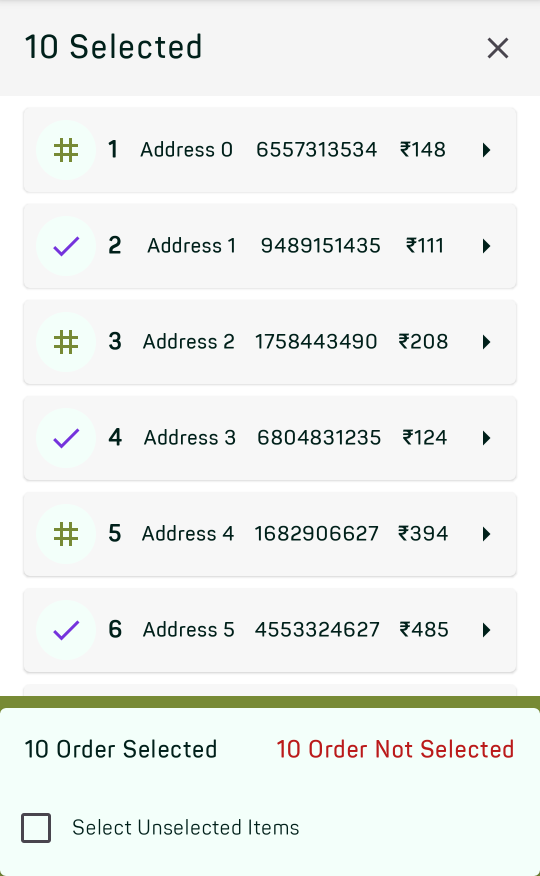 10 Selected
# 1 Address 0 6557313534 ₹148
2 Address 1 9489151435 ₹111
# 3 Address 2 1758443490 ₹208
4 Address 3 6804831235 ₹124
# 5 Address 4 1682906627 ₹394
6 Address 5 4553324627 ₹485
10 Order Selected 10 Order Not Selected
Select Unselected Items